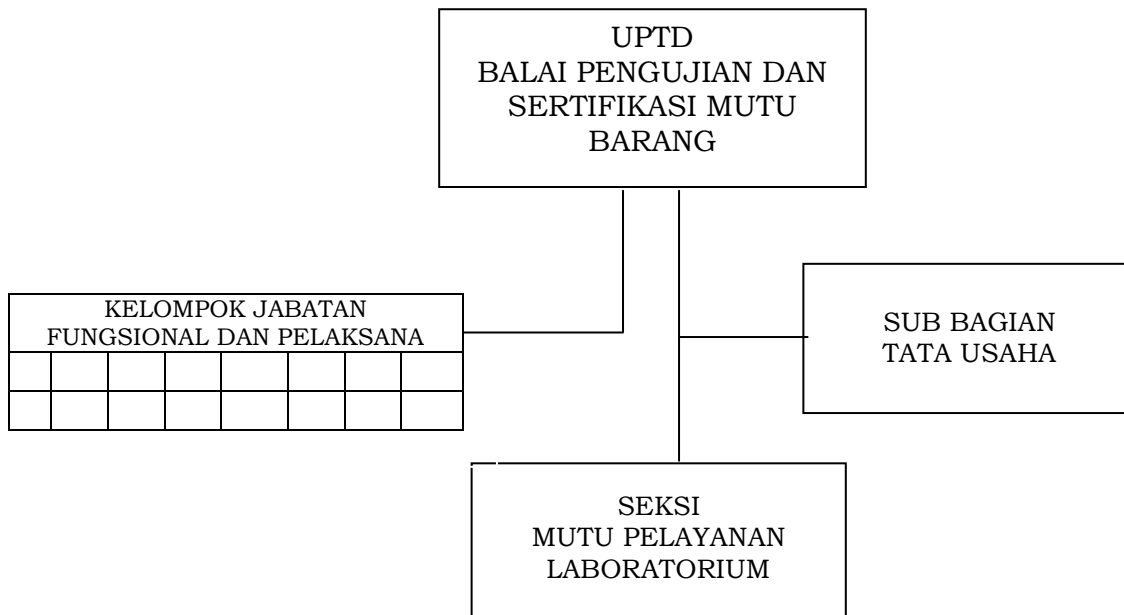 UPTD
BALAI PENGUJIAN DAN
SERTIFIKASI MUTU
BARANG
KELOMPOK JABATAN
FUNGSIONAL DAN PELAKSANA
SUB BAGIAN
TATA USAHA
SEKSI
MUTU PELAYANAN
LABORATORIUM